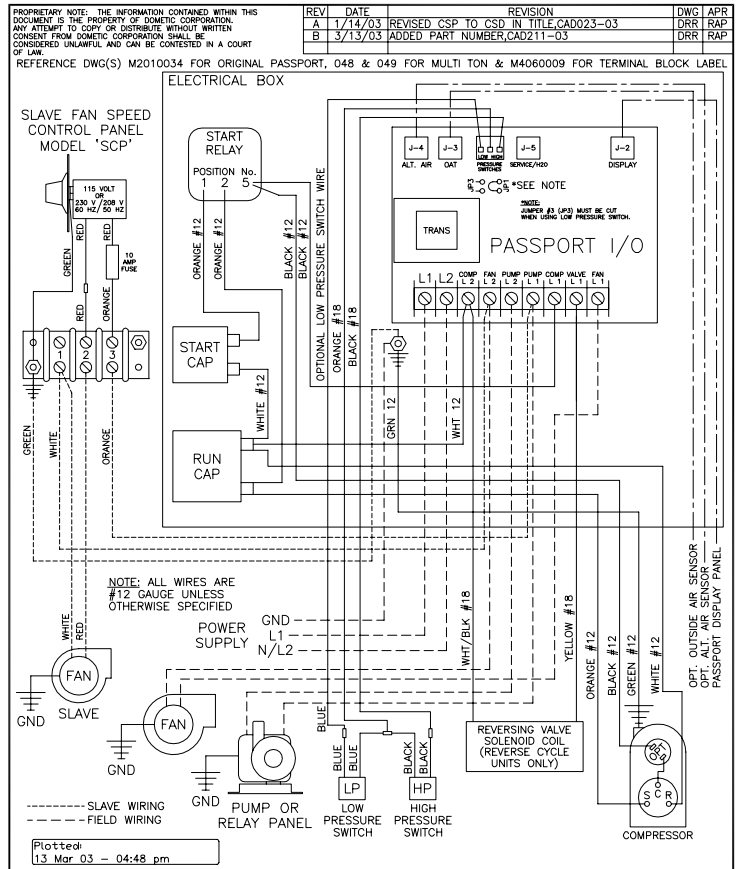 PROPRIETARY NOTE: THE INFORMATION CONTAINED WITHIN THIS
DOCUMENT IS THE PROPERTY OF DOMETIC CORPORATION.
ANY ATTEMPT TO COPY OR DISTRIBUTE WITHOUT WRITTEN
CONSENT FROM DOMETIC CORPORATION SHALL BE
CONSIDERED UNLAWFUL AND CAN BE CONTESTED IN A COURT
OF LAW.
REV DATE REVISION DWG APR
A 1/14/03 REVISED CSP TO CSD IN TITLE,CAD023-03 DRR RAP
B 3/13/03 ADDED PART NUMBER,CAD211-03 DRR RAP
REFERENCE DWG(S) M2010034 FOR ORIGINAL PASSPORT, 048 & 049 FOR MULTI TON & M4060009 FOR TERMINAL BLOCK LABEL
ELECTRICAL BOX
SLAVE FAN SPEED
CONTROL PANEL
MODEL 'SCP'
115 VOLT
OR
230 V/208 V
60 HZ/ 50 HZ
GREEN
RED
RED
10
AMP
FUSE
RED
ORANGE
1
2
3
GREEN
WHITE
ORANGE
START
RELAY
POSITION No.
1 2 5
ORANGE #12
ORANGE #12
BLACK #12
BLACK #12
START
CAP
WHITE #12
RUN
CAP
OPTIONAL LOW PRESSURE SWITCH WIRE
ORANGE #18
BLACK #18
GRN 12
WHT 12
J-4
ALT. AIR
J-3
OAT
LOW HIGH
PRESSURE
SWITCHES
J-5
SERVICE/H2O
J-2
DISPLAY
JP3
JP1
*SEE NOTE
*NOTE:
JUMPER #3 (JP3) MUST BE CUT
WHEN USING LOW PRESSURE SWITCH.
TRANS
PASSPORT I/O
L1
L2
COMP
L 2
FAN
L 2
PUMP
L 2
PUMP
L 1
COMP
L 1
VALVE
L 1
FAN
L 1
NOTE: ALL WIRES ARE
#12 GAUGE UNLESS
OTHERWISE SPECIFIED
POWER
SUPPLY
GND
L1
N/L2
WHT/BLK #18
YELLOW #18
ORANGE #12
BLACK #12
GREEN #12
WHITE #12
OPT. OUTSIDE AIR SENSOR
OPT. ALT. AIR SENSOR
PASSPORT DISPLAY PANEL
WHITE
RED
FAN
SLAVE
GND
FAN
GND
GND
PUMP OR
RELAY PANEL
BLUE
BLUE
BLUE
BLACK
BLACK
LP
LOW
PRESSURE
SWITCH
HP
HIGH
PRESSURE
SWITCH
REVERSING VALVE
SOLENOID COIL
(REVERSE CYCLE
UNITS ONLY)
OPT
OPT
S
C
R
COMPRESSOR
SLAVE WIRING
FIELD WIRING
Plotted:
13 Mar 03 - 04:48 pm